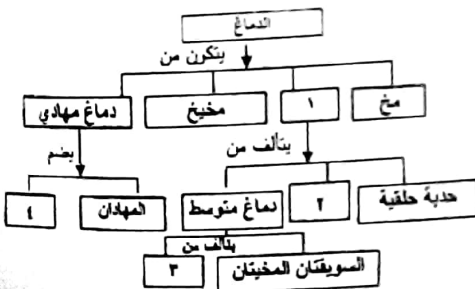 الدماغ
يتكون من
مخ
١
مخيخ
دماغ مهادي
يتألف من
يضم
حدبة حلقية
٢
دماغ متوسط
المهادان
٤
يتألف من
السويقتان المخيتان
٣